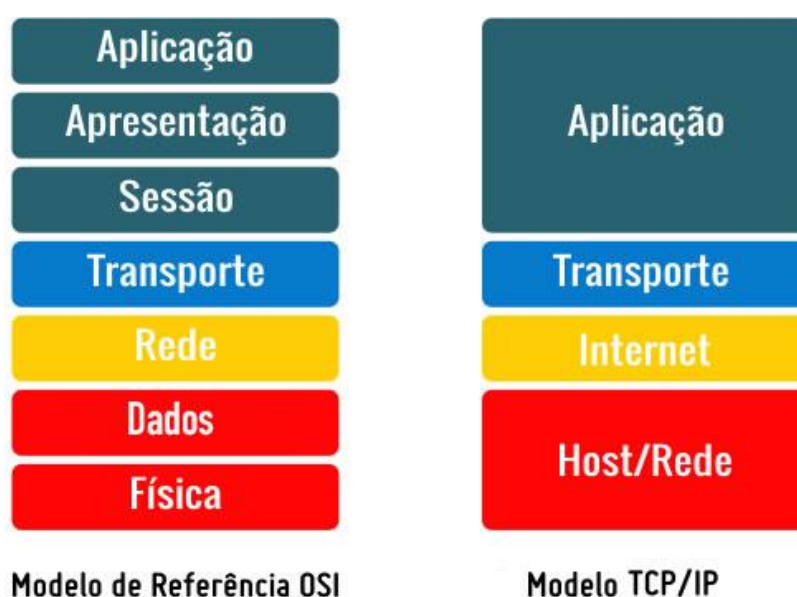 Aplicação
Apresentação
Sessão
Transporte
Rede
Dados
Física
Modelo de Referência OSI
Aplicação
Transporte
Internet
Host/Rede
Modelo TCP/IP